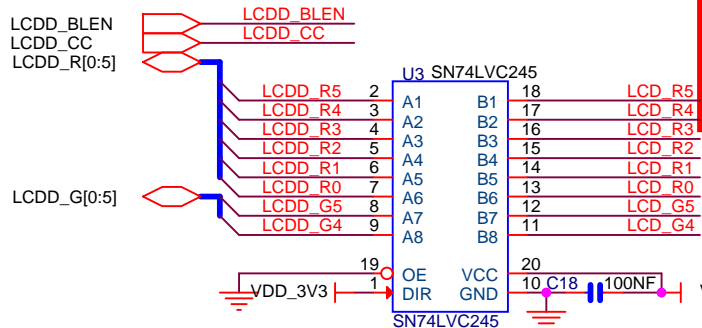 LCDD_BLEN LCDD_BLEN
LCDD_CC LCDD_CC
LCDD_R[0:5]
U3 SN74LVC245
LCDD_R5 2 A1 B1 18 LCD_R5
LCDD_R4 3 A2 B2 17 LCD_R4
LCDD_R3 4 A3 B3 16 LCD_R3
LCDD_R2 5 A4 B4 15 LCD_R2
LCDD_R1 6 A5 B5 14 LCD_R1
LCDD_R0 7 A6 B6 13 LCD_R0
LCDD_G[0:5] LCDD_G5 8 A7 B7 12 LCD_G5
LCDD_G4 9 A8 B8 11 LCD_G4
19 OE VCC 20
VDD_3V3 1 DIR GND 10 C18 100NF
SN74LVC245